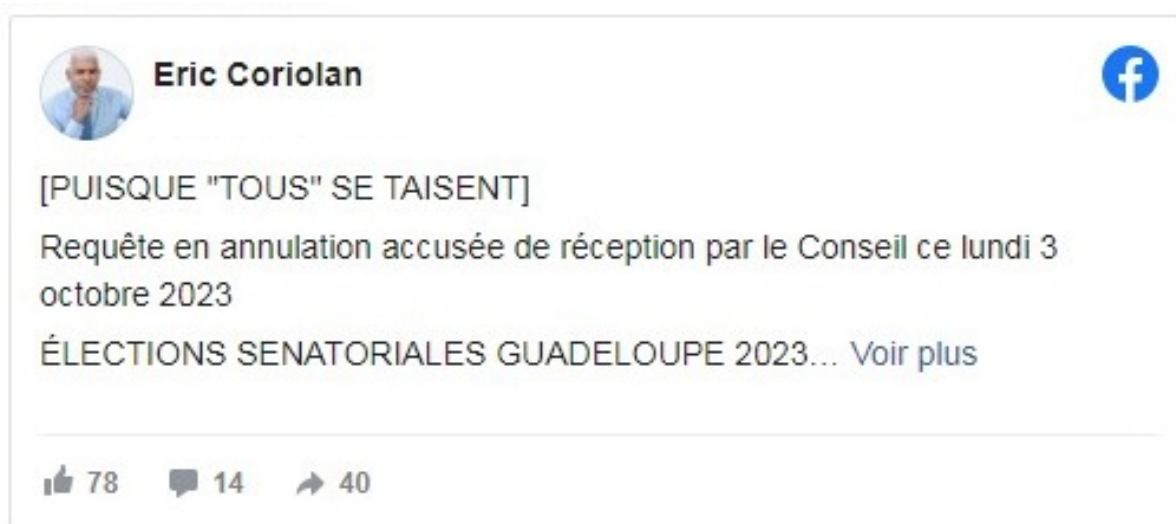 Eric Coriolan
[PUISQUE "TOUS" SE TAISENT]
Requête en annulation accusée de réception par le Conseil ce lundi 3
octobre 2023
ÉLECTIONS SENATORIALES GUADELOUPE 2023... Voir plus
78 14 40